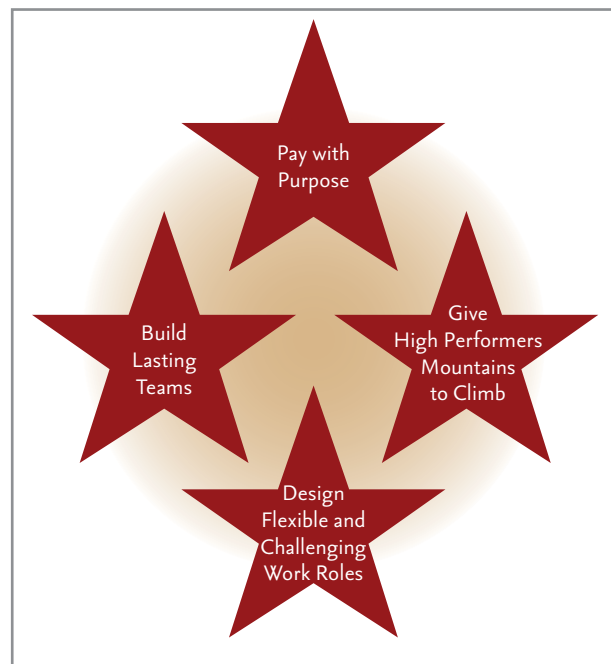 Pay with
Purpose
Build
Lasting
Teams
Give
High Performers
Mountains
to Climb
Design
Flexible and
Challenging
Work Roles